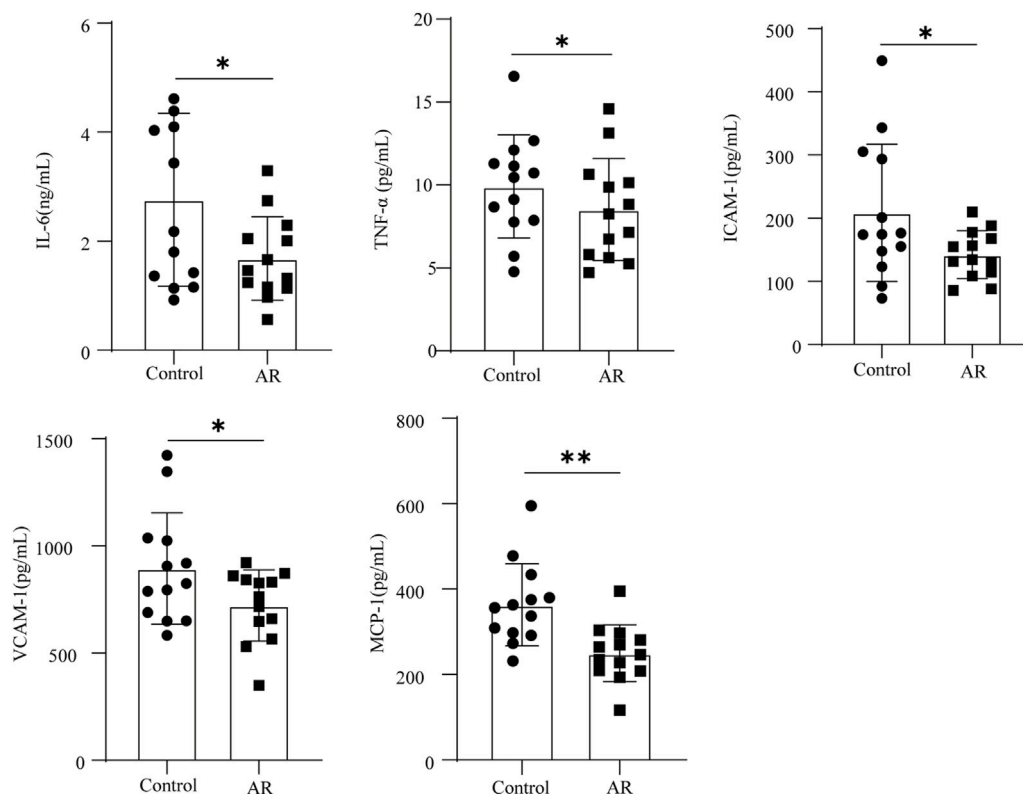 IL-6(ng/mL)
6
4
2
0
*
Control
AR
TNF-α (pg/mL)
20
15
10
5
0
*
Control
AR
ICAM-1(pg/mL)
500
400
300
200
100
0
*
Control
AR
VCAM-1(pg/mL)
1500
1000
500
0
*
Control
AR
MCP-1(pg/mL)
800
600
400
200
0
**
Control
AR